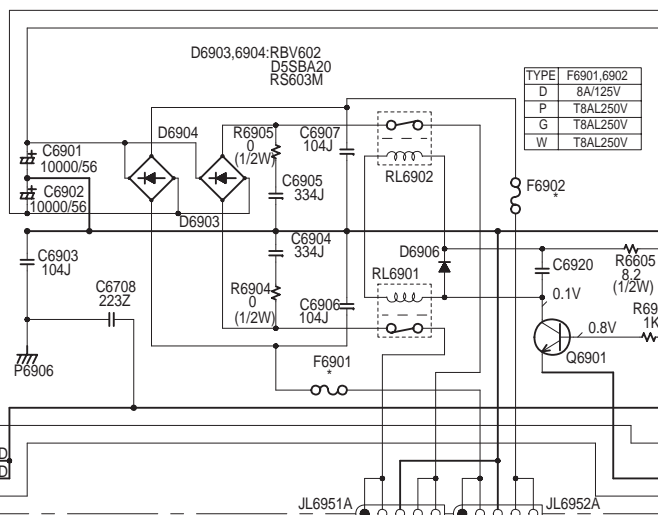 D6903,6904:RBV602
D5SBA20
RS603M
TYPE F6901,6902
D 8A/125V
P T8AL250V
G T8AL250V
W T8AL250V
C6901
10000/56
C6902
10000/56
D6904
D6903
R6905
0
(1/2W)
C6905
334J
C6907
104J
RL6902
F6902
*
C6903
104J
C6708
223Z
C6904
334J
R6904
0
(1/2W)
C6906
104J
RL6901
D6906
C6920
R6605
8.2
(1/2W)
0.1V
0.8V
R69
1K
Q6901
P6906
F6901
*
D
D
JL6951A
JL6952A